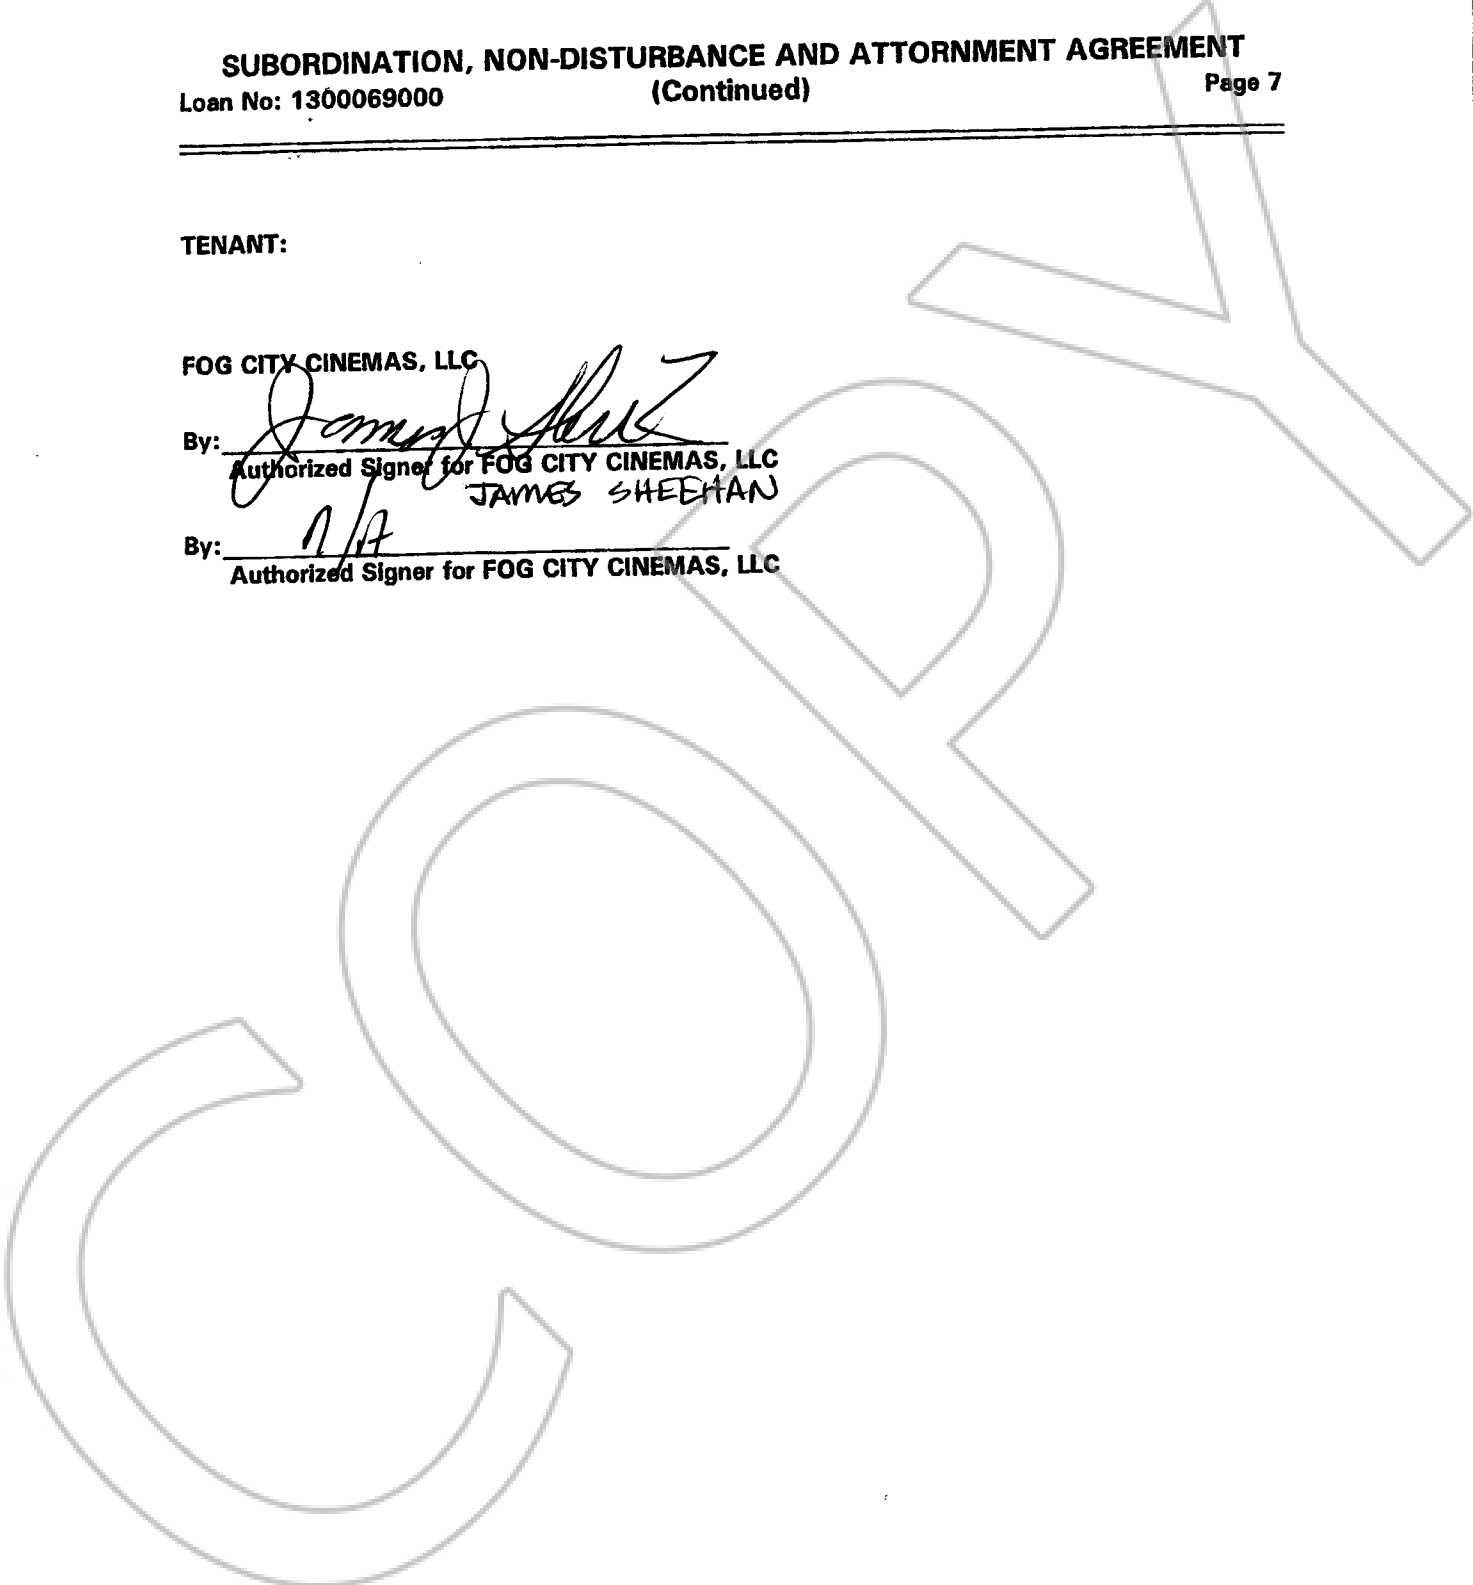 SUBORDINATION, NON-DISTURBANCE AND ATTORNMENT AGREEMENT
Loan No: 1300069000 (Continued) Page 7
TENANT:
FOG CITY CINEMAS, LLC
By:
Authorized Signer for FOG CITY CINEMAS, LLC
JAMES SHEEHAN
By: n/A
Authorized Signer for FOG CITY CINEMAS, LLC
COPY